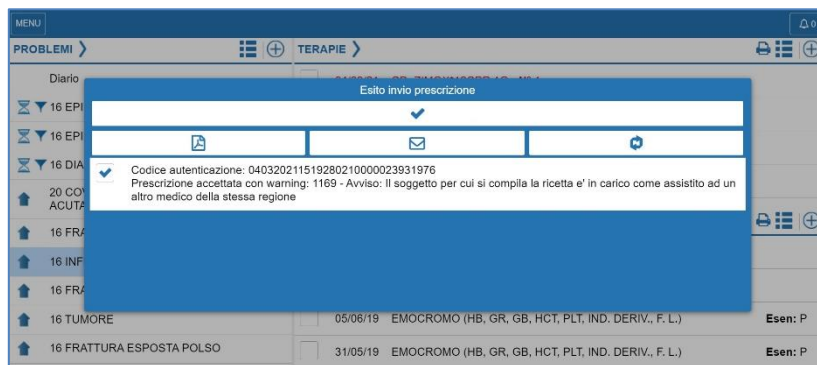 MENU
0
PROBLEMI
TERAPIE
Diario
Esito invio prescrizione
16 EPI
16 EPI
16 DIA
Codice autenticazione: 040320211519280210000023931976
Prescrizione accettata con warning: 1169 - Avviso: Il soggetto per cui si compila la ricetta e' in carico come assistito ad un
altro medico della stessa regione
20 CO
ACUTA
16 FRA
16 INF
16 FRA
16 TUMORE
05/06/19 EMOCROMO (HB, GR, GB, HCT, PLT, IND. DERIV., F. L.) Esen: P
16 FRATTURA ESPOSTA POLSO
31/05/19 EMOCROMO (HB, GR, GB, HCT, PLT, IND. DERIV., F. L.) Esen: P